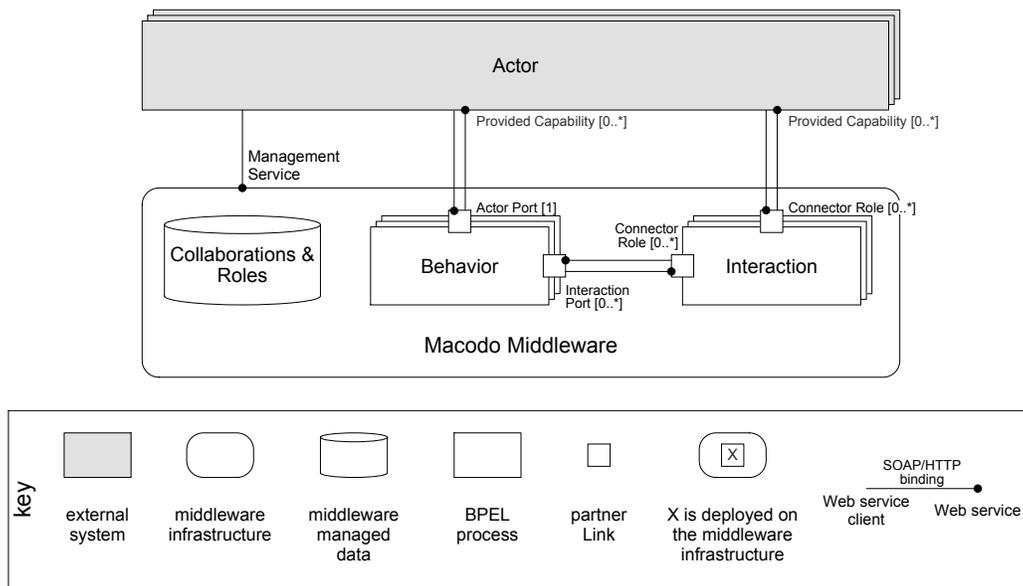 Actor
Provided Capability [0..*]
Provided Capability [0..*]
Management
Service
Actor Port [1]
Connector Role [0..*]
Connector
Role [0..*]
Collaborations &
Roles
Behavior
Interaction
Interaction
Port [0..*]
Macodo Middleware
key
external
system
middleware
infrastructure
middleware
managed
data
BPEL
process
partner
Link
X
X is deployed on
the middleware
infrastructure
SOAP/HTTP
binding
Web service
client
Web service